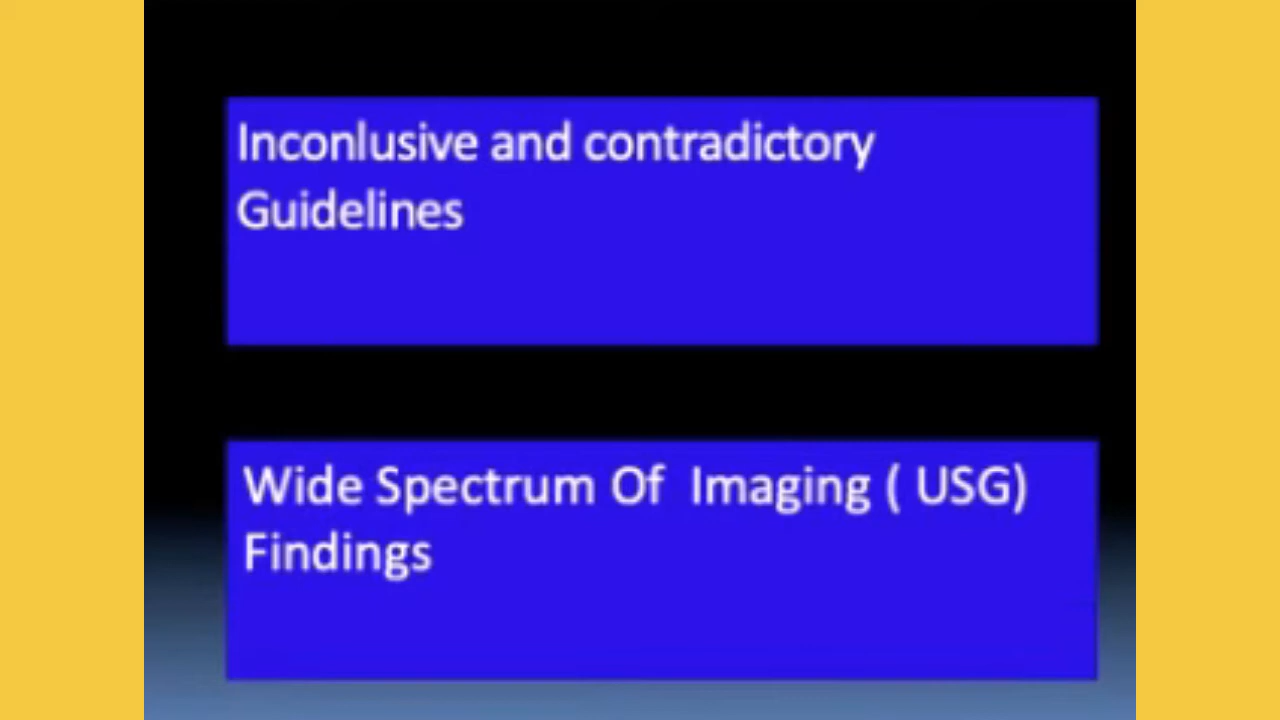 Inconlusive and contradictory
Guidelines
Wide Spectrum Of Imaging ( USG)
Findings